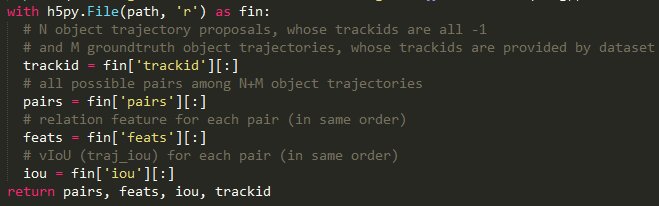 with h5py.File(path, 'r') as fin:
# N object trajectory proposals, whose trackids are all -1
# and M groundtruth object trajectories, whose trackids are provided by dataset
trackid = fin['trackid'][:]
# all possible pairs among N+M object trajectories
pairs = fin['pairs'][:]
# relation feature for each pair (in same order)
feats = fin['feats'][:]
# vIoU (traj_iou) for each pair (in same order)
iou = fin['iou'][:]
return pairs, feats, iou, trackid